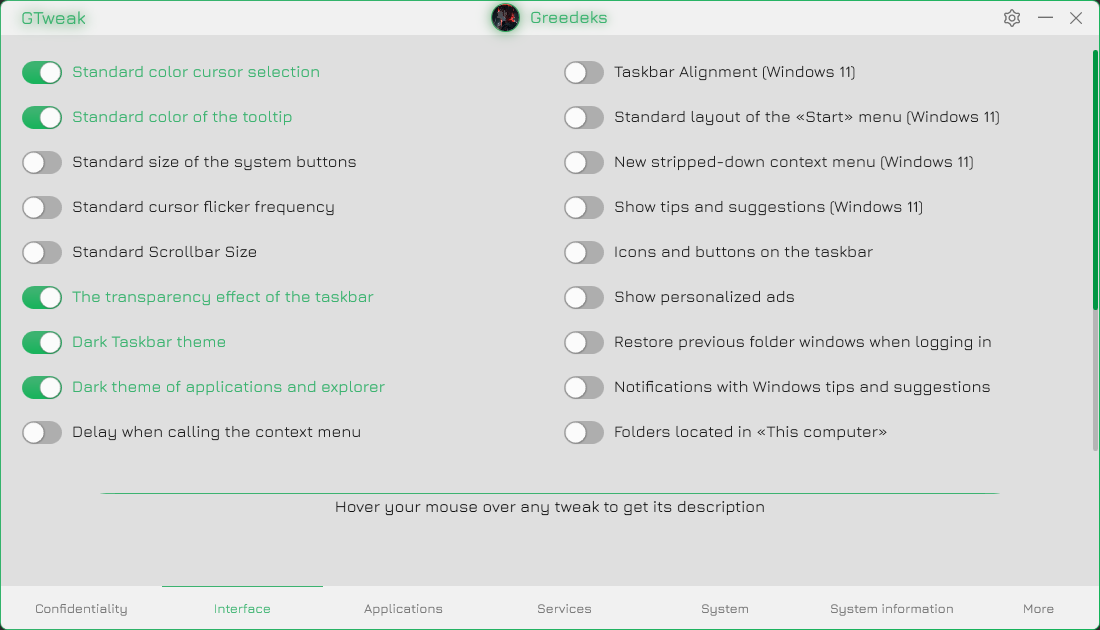 GTweak
Greedeks
Standard color cursor selection
Standard color of the tooltip
Standard size of the system buttons
Standard cursor flicker frequency
Standard Scrollbar Size
The transparency effect of the taskbar
Dark Taskbar theme
Dark theme of applications and explorer
Delay when calling the context menu
Taskbar Alignment (Windows 11)
Standard layout of the «Start» menu (Windows 11)
New stripped-down context menu (Windows 11)
Show tips and suggestions (Windows 11)
Icons and buttons on the taskbar
Show personalized ads
Restore previous folder windows when logging in
Notifications with Windows tips and suggestions
Folders located in «This computer»
Hover your mouse over any tweak to get its description
Confidentiality
Interface
Applications
Services
System
System information
More